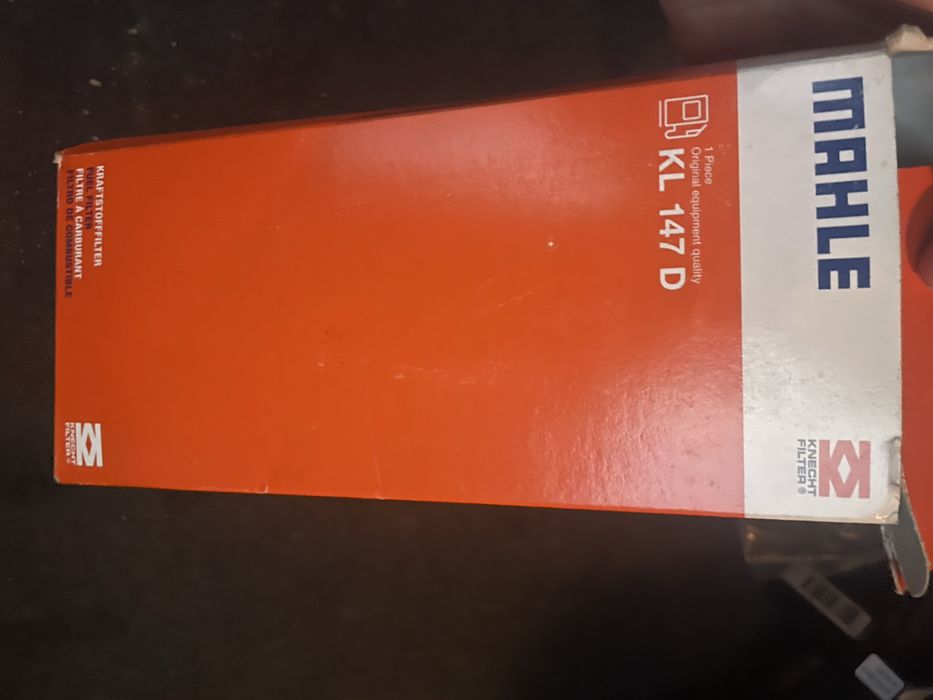 MAHLE
KNECHT
FILTER®
1 Piece
Original equipment quality
KL 147 D
KRAFTSTOFFFILTER
FUEL FILTER
FILTRE À CARBURANT
FILTRO DE COMBUSTIBLE
KNECHT
FILTER®